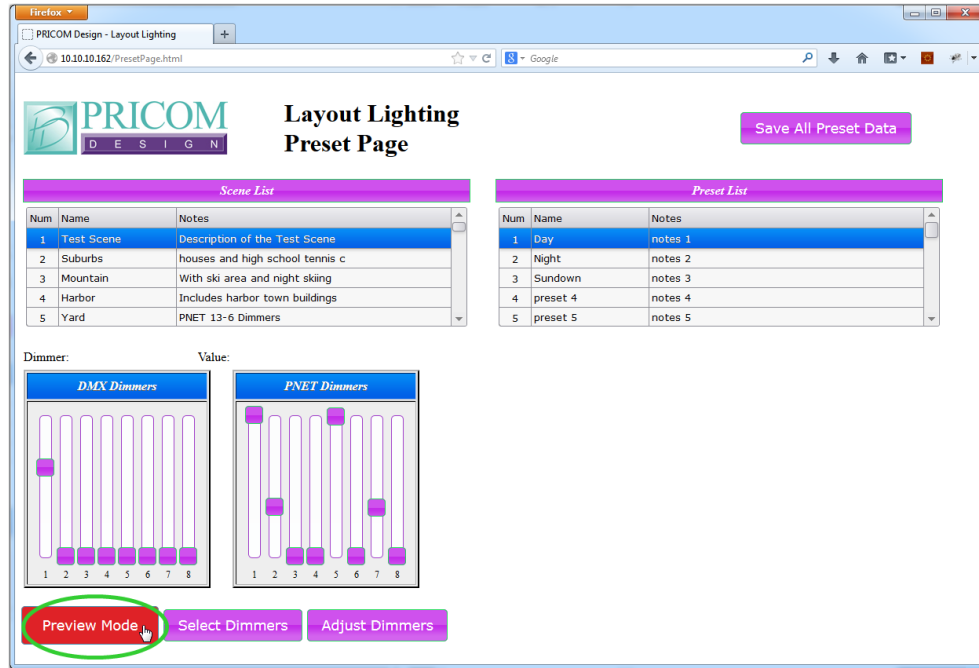 Firefox
PRICOM Design - Layout Lighting
10.10.10.162/PresetPage.html
Google
PRICOM
DESIGN
Layout Lighting
Preset Page
Save All Preset Data
Scene List
Num Name Notes
1 Test Scene Description of the Test Scene
2 Suburbs houses and high school tennis c
3 Mountain With ski area and night skiing
4 Harbor Includes harbor town buildings
5 Yard PNET 13-6 Dimmers
Preset List
Num Name Notes
1 Day notes 1
2 Night notes 2
3 Sundown notes 3
4 preset 4 notes 4
5 preset 5 notes 5
Dimmer: Value:
DMX Dimmers
1 2 3 4 5 6 7 8
PNET Dimmers
1 2 3 4 5 6 7 8
Preview Mode Select Dimmers Adjust Dimmers